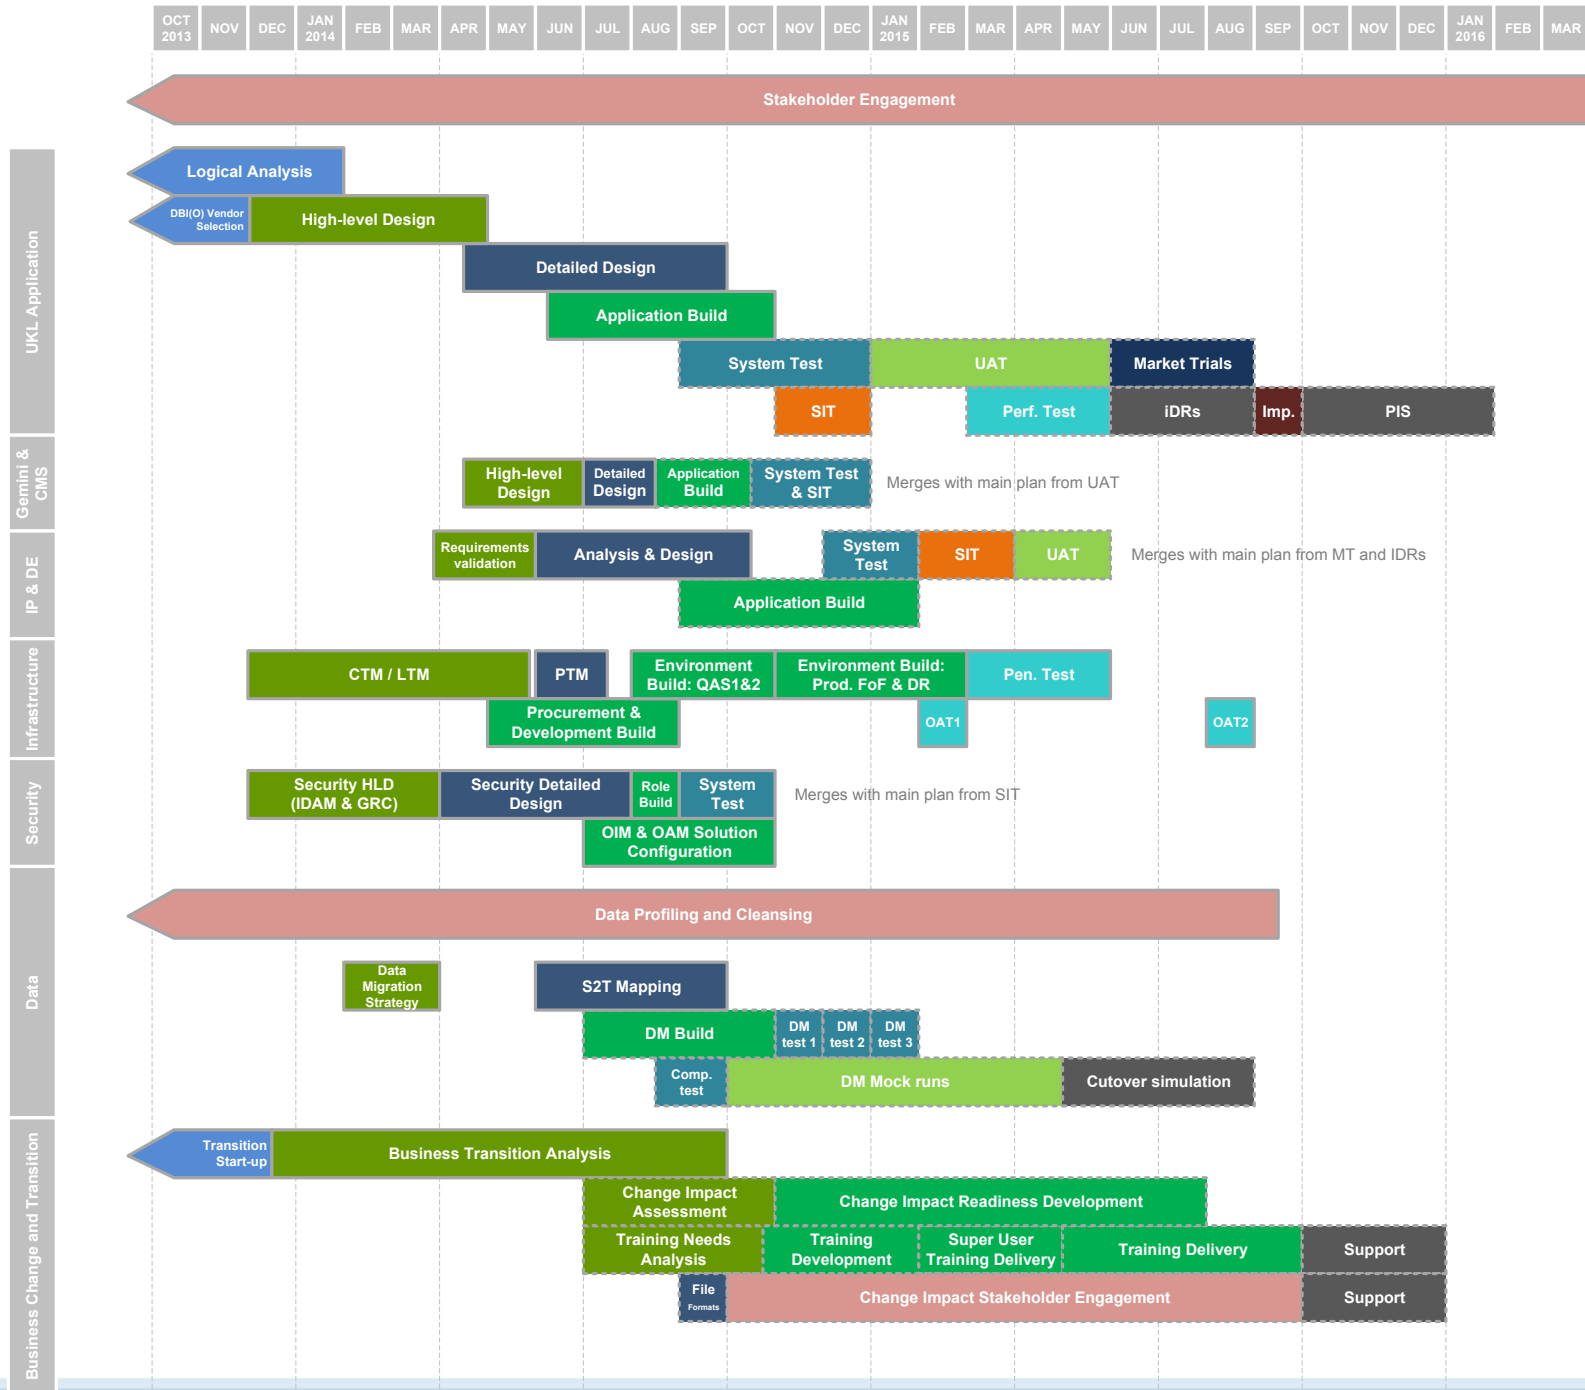 OCT NOV DEC JAN FEB MAR APR MAY JUN JUL AUG SEP OCT NOV DEC JAN FEB MAR APR MAY JUN JUL AUG SEP OCT NOV DEC JAN FEB MAR
2013 2014 2015 2016
Stakeholder Engagement
UKL Application
Logical Analysis
DBI(O) Vendor
Selection
High-level Design
Detailed Design
Application Build
System Test
UAT
Market Trials
SIT
Perf. Test
iDRs
Imp.
PIS
Gemini &
CMS
High-level
Design
Detailed
Design
Application
Build
System Test
& SIT
Merges with main plan from UAT
IP & DE
Requirements
validation
Analysis & Design
System
Test
SIT
UAT
Merges with main plan from MT and IDRs
Application Build
Infrastructure
CTM / LTM
PTM
Environment
Build: QAS1&2
Environment Build:
Prod. FoF & DR
Pen. Test
Procurement &
Development Build
OAT1
OAT2
Security
Security HLD
(IDAM & GRC)
Security Detailed
Design
Role
Build
System
Test
Merges with main plan from SIT
OIM & OAM Solution
Configuration
Data
Data Profiling and Cleansing
Data
Migration
Strategy
S2T Mapping
DM Build
DM
test 1
DM
test 2
DM
test 3
Comp.
test
DM Mock runs
Cutover simulation
Business Change and Transition
Transition
Start-up
Business Transition Analysis
Change Impact
Assessment
Change Impact Readiness Development
Training Needs
Analysis
Training
Development
Super User
Training Delivery
Training Delivery
Support
File
Formats
Change Impact Stakeholder Engagement
Support